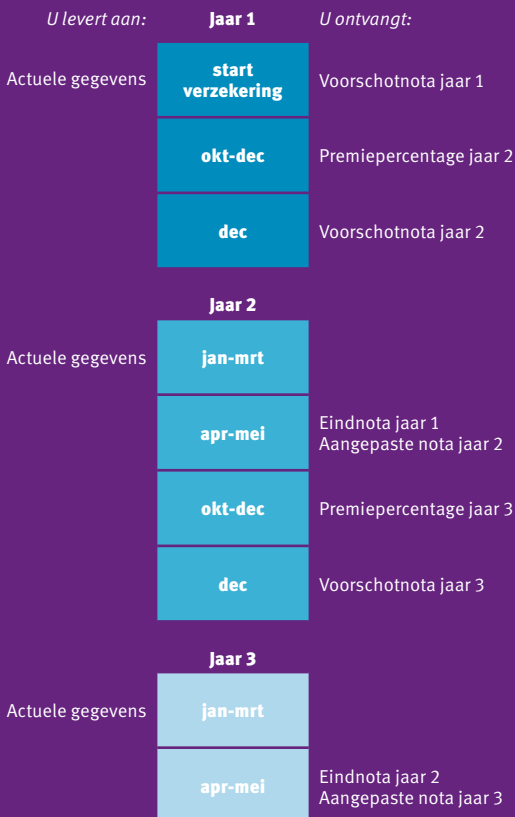 U levert aan: Jaar 1 U ontvangt:
Actuele gegevens start verzekering Voorschotnota jaar 1
okt-dec Premiepercentage jaar 2
dec Voorschotnota jaar 2
Jaar 2
Actuele gegevens jan-mrt
apr-mei Eindnota jaar 1
Aangepaste nota jaar 2
okt-dec Premiepercentage jaar 3
dec Voorschotnota jaar 3
Jaar 3
Actuele gegevens jan-mrt
apr-mei Eindnota jaar 2
Aangepaste nota jaar 3